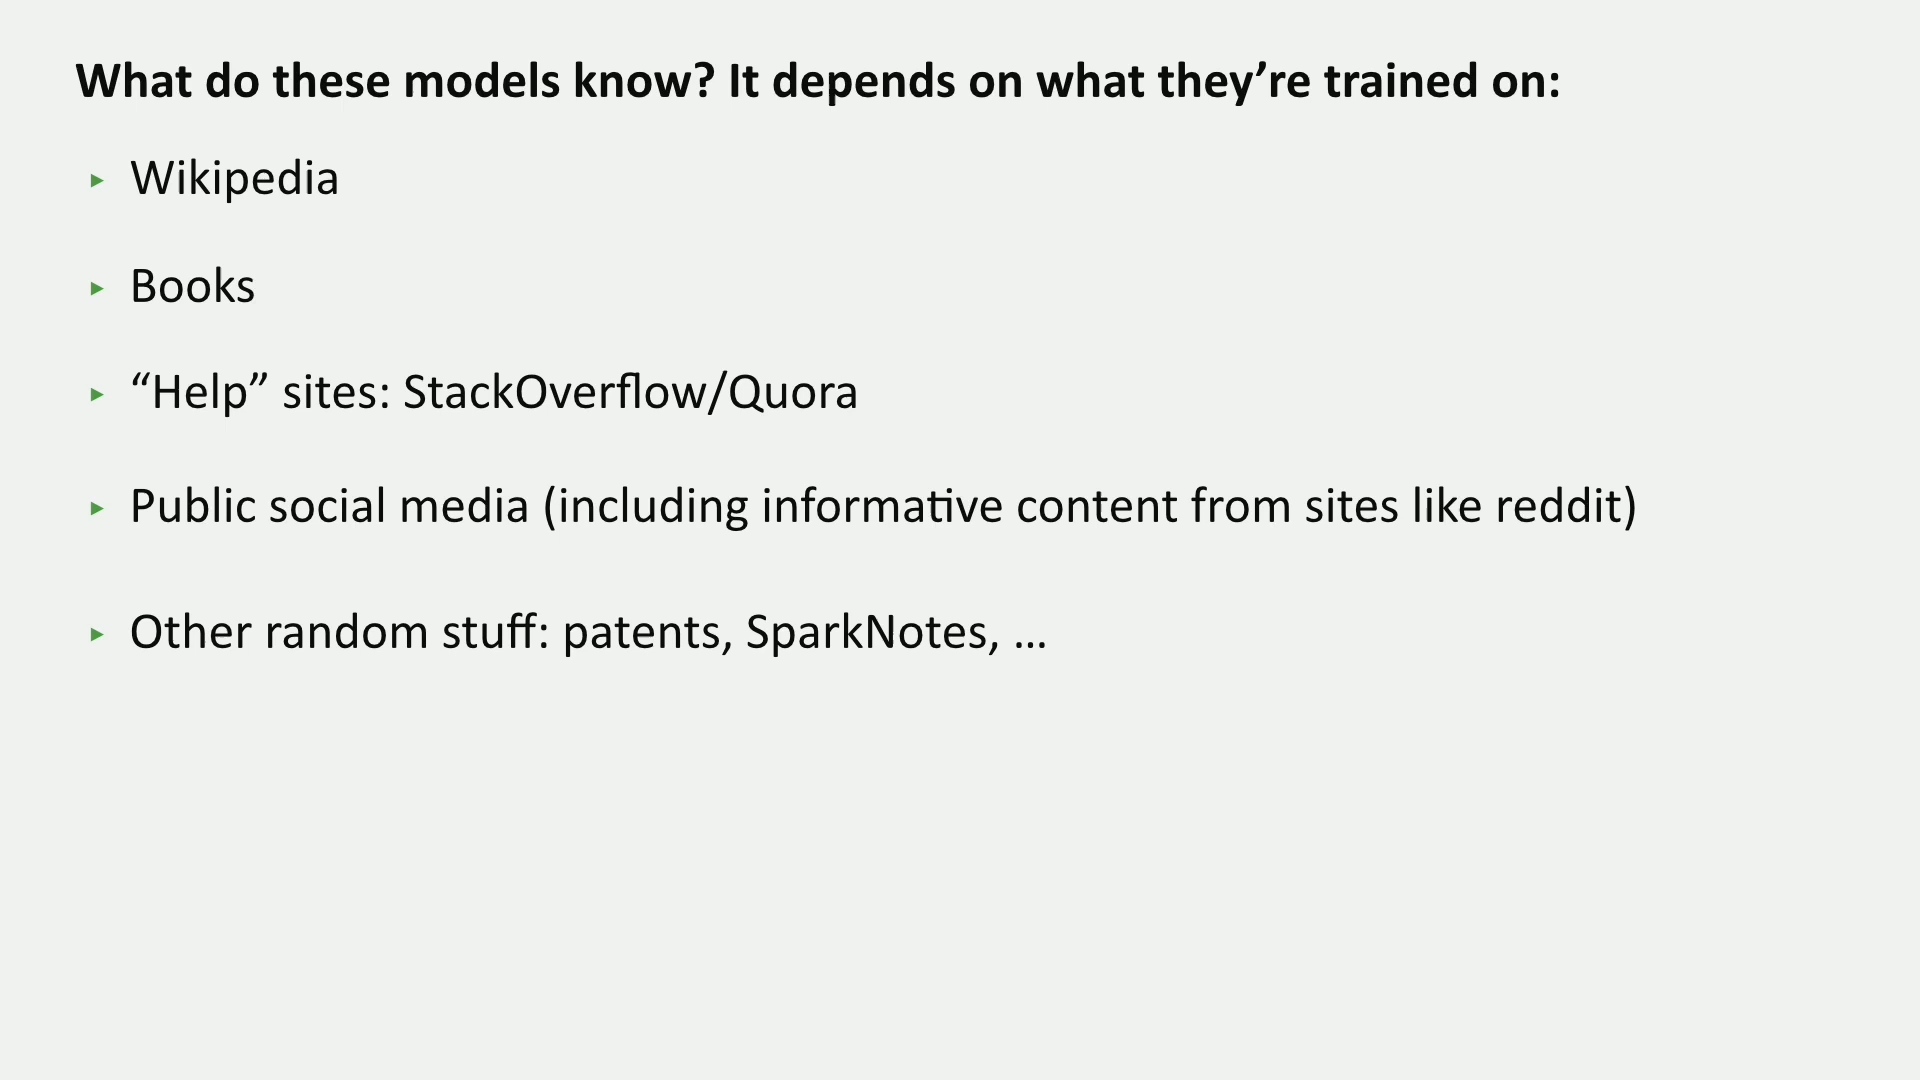 What do these models know? It depends on what they’re trained on:
▸ Wikipedia
▸ Books
▸ “Help” sites: StackOverflow/Quora
▸ Public social media (including informative content from sites like reddit)
▸ Other random stuff: patents, SparkNotes, …